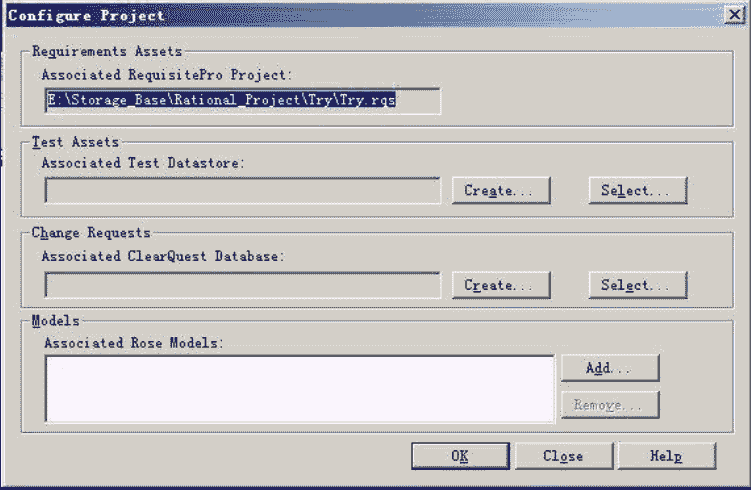 Configure Project
Requirements Assets
Associated RequisitePro Project:
E:\Storage_Base\Rational_Project\Try\Try.rqs
Test Assets
Associated Test Datastore:
Create... Select...
Change Requests
Associated ClearQuest Database:
Create... Select...
Models
Associated Rose Models:
Add...
Remove...
OK Close Help